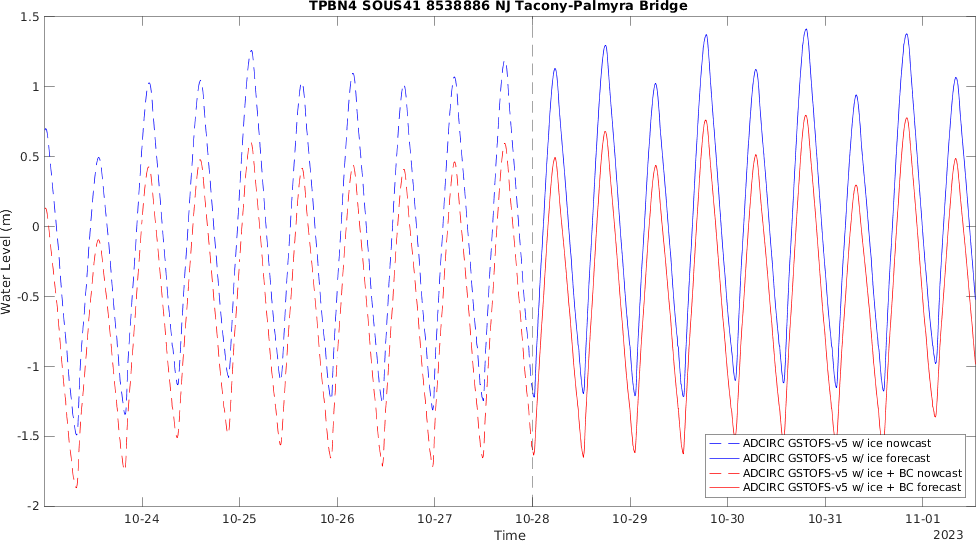 TPBN4 SOUS41 8538886 NJ Tacony-Palmyra Bridge
1.5
1
0.5
0
-0.5
-1
-1.5
-2
Water Level (m)
ADCIRC GSTOFS-v5 w/ ice nowcast
ADCIRC GSTOFS-v5 w/ ice forecast
ADCIRC GSTOFS-v5 w/ ice + BC nowcast
ADCIRC GSTOFS-v5 w/ ice + BC forecast
10-24 10-25 10-26 10-27 10-28 10-29 10-30 10-31 11-01
Time
2023